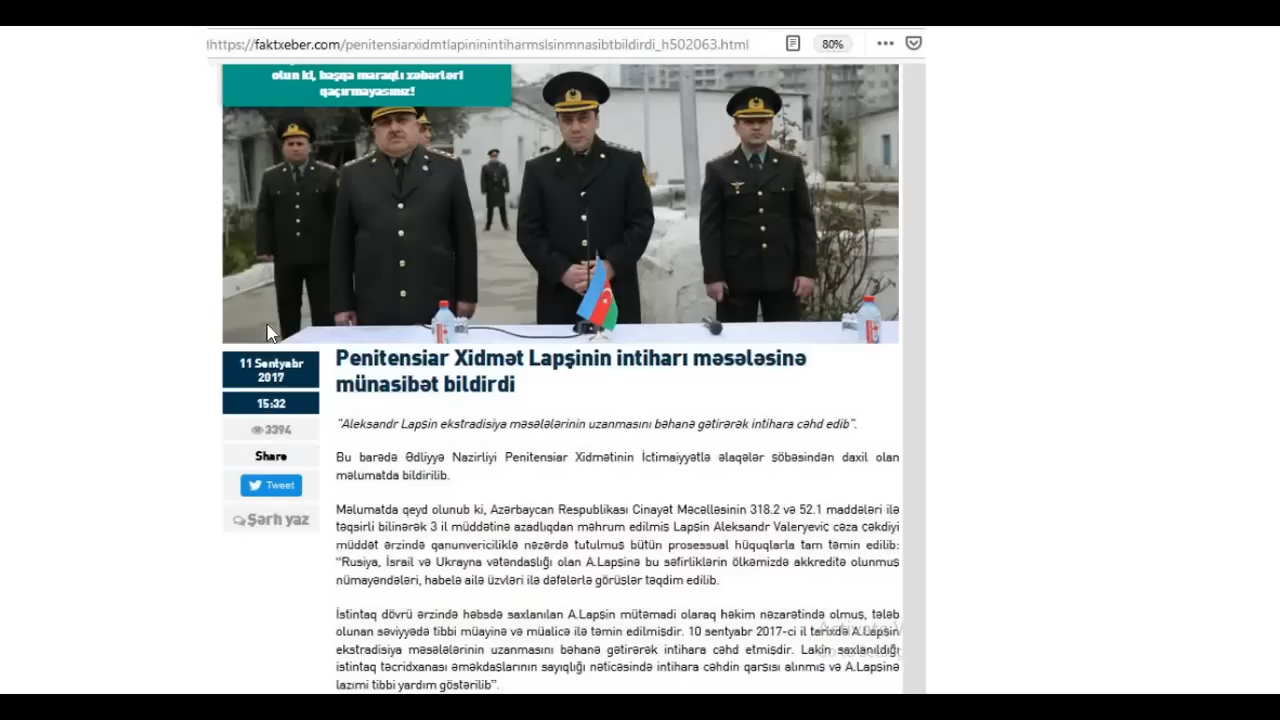 https://faktxeber.com/penitensiarxidmtlapininintiharmslsinmnasibtbildirdi_h502063.html
80%
olun ki, başqa maraqlı xəbərləri
qaçırmayasınız!
11 Sentyabr
2017
15:32
3394
Share
Tweet
Şərh yaz
Penitensiar Xidmət Lapşinin intiharı məsələsinə
münasibət bildirdi
"Aleksandr Lapşin ekstradisiya məsələlərinin uzanmasını bəhanə gətirərək intihara cəhd edib".
Bu barədə Ədliyyə Nazirliyi Penitensiar Xidmətinin İctimaiyyətlə əlaqələr şöbəsindən daxil olan
məlumatda bildirilib.
Məlumatda qeyd olunub ki, Azərbaycan Respublikası Cinayət Məcəlləsinin 318.2 və 52.1 maddələri ilə
təqsirli bilinərək 3 il müddətinə azadlıqdan məhrum edilmiş Lapşin Aleksandr Valeryeviç cəza çəkdiyi
müddət ərzində qanunvericiliklə nəzərdə tutulmuş bütün prosessual hüquqlarla tam təmin edilib:
"Rusiya, İsrail və Ukrayna vətəndaşlığı olan A.Lapşinə bu səfirliklərin ölkəmizdə akkreditə olunmuş
nümayəndələri, habelə ailə üzvləri ilə dəfələrlə görüşlər təqdim edilib.
İstintaq dövrü ərzində həbsdə saxlanılan A.Lapşin mütəmadi olaraq həkim nəzarətində olmuş, tələb
olunan səviyyədə tibbi müayinə və müalicə ilə təmin edilmişdir. 10 sentyabr 2017-ci il tarixdə A.Lapşin
ekstradisiya məsələlərinin uzanmasını bəhanə gətirərək intihara cəhd etmişdir. Lakin saxlanıldığı
istintaq təcridxanası əməkdaşlarının sayıqlığı nəticəsində intihara cəhdin qarşısı alınmış və A.Lapşinə
lazımi tibbi yardım göstərilib".